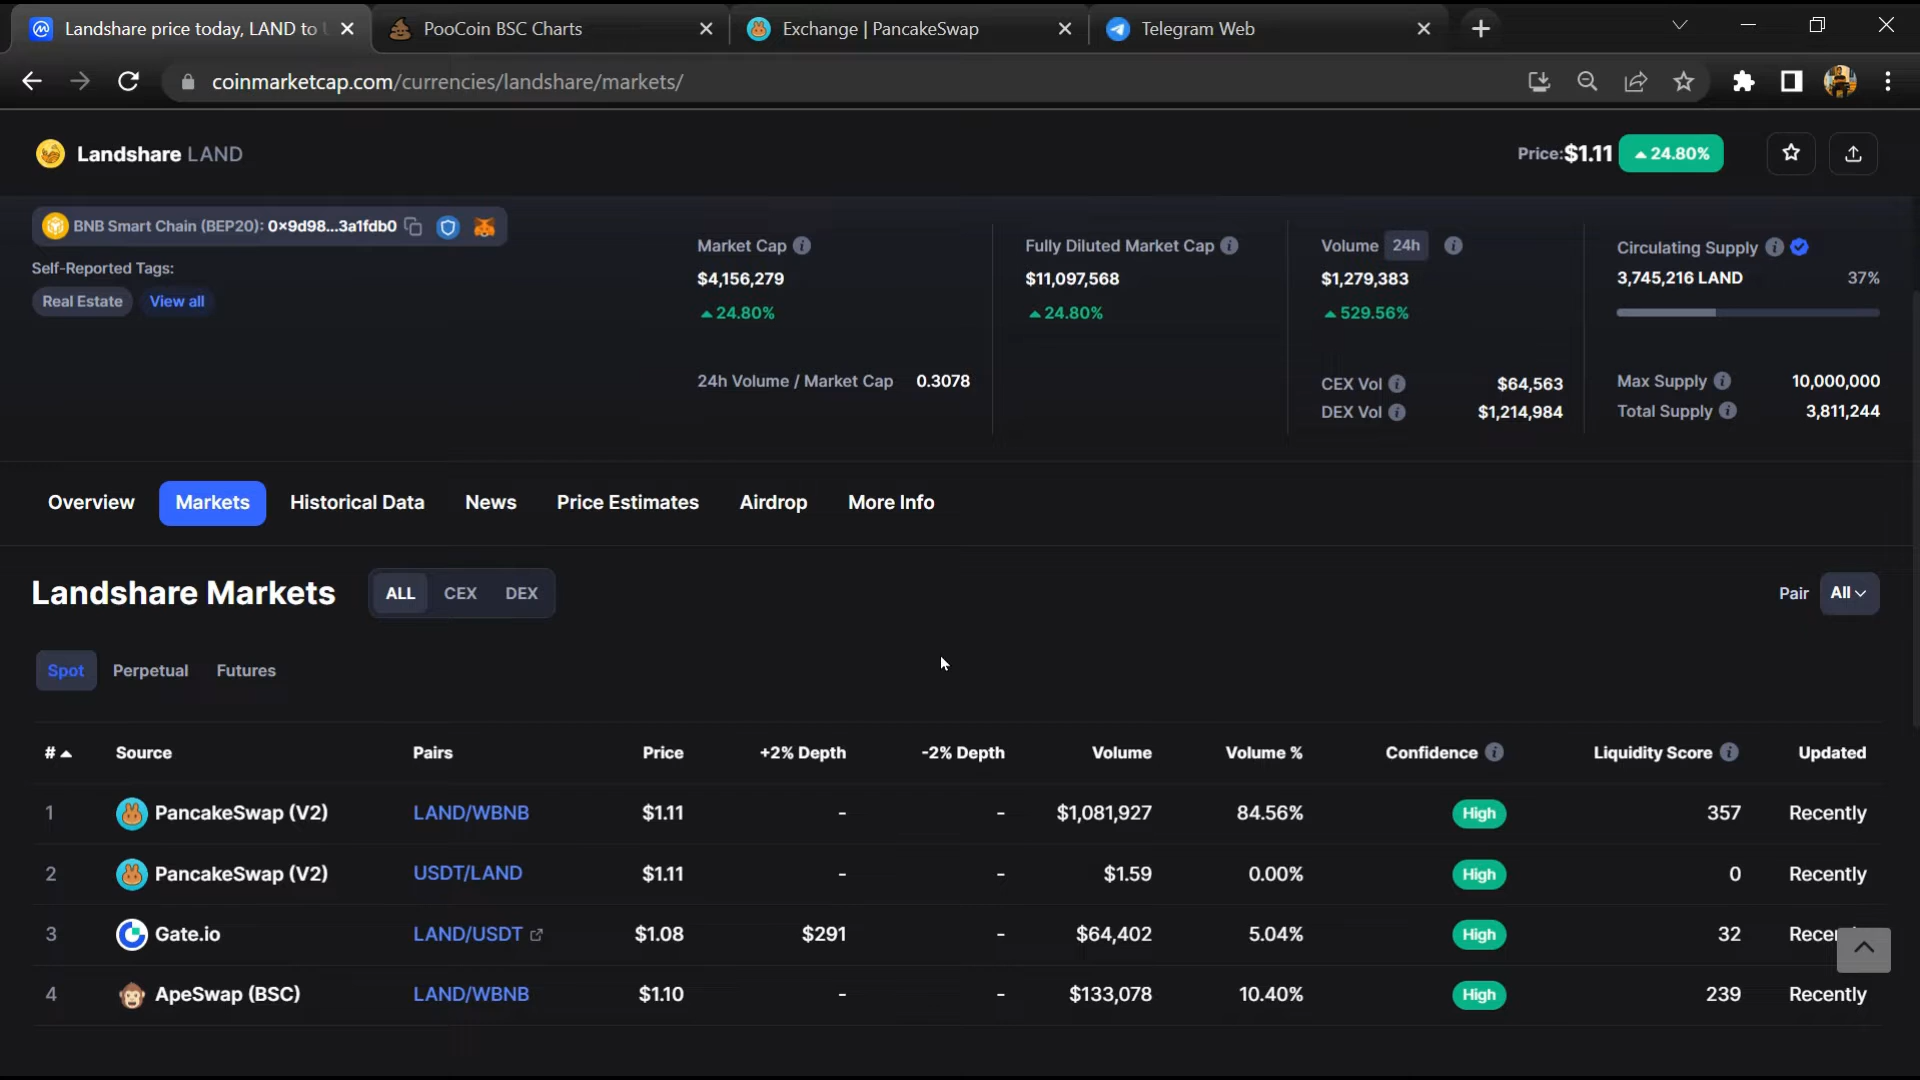 Landshare price today, LAND to U
PooCoin BSC Charts
Exchange | PancakeSwap
Telegram Web
coinmarketcap.com/currencies/landshare/markets/
Landshare LAND
Price:$1.11 24.80%
BNB Smart Chain (BEP20): 0x9d98...3a1fdb0
Self-Reported Tags:
Real Estate View all
Market Cap
$4,156,279
24.80%
24h Volume / Market Cap 0.3078
Fully Diluted Market Cap
$11,097,568
24.80%
Volume 24h
$1,279,383
529.56%
CEX Vol $64,563
DEX Vol $1,214,984
Circulating Supply
3,745,216 LAND 37%
Max Supply 10,000,000
Total Supply 3,811,244
Overview Markets Historical Data News Price Estimates Airdrop More Info
Landshare Markets ALL CEX DEX Pair All
Spot Perpetual Futures
# Source Pairs Price +2% Depth -2% Depth Volume Volume % Confidence Liquidity Score Updated
1 PancakeSwap (V2) LAND/WBNB $1.11 - - $1,081,927 84.56% High 357 Recently
2 PancakeSwap (V2) USDT/LAND $1.11 - - $1.59 0.00% High 0 Recently
3 Gate.io LAND/USDT $1.08 $291 - $64,402 5.04% High 32 Rece
4 ApeSwap (BSC) LAND/WBNB $1.10 - - $133,078 10.40% High 239 Recently